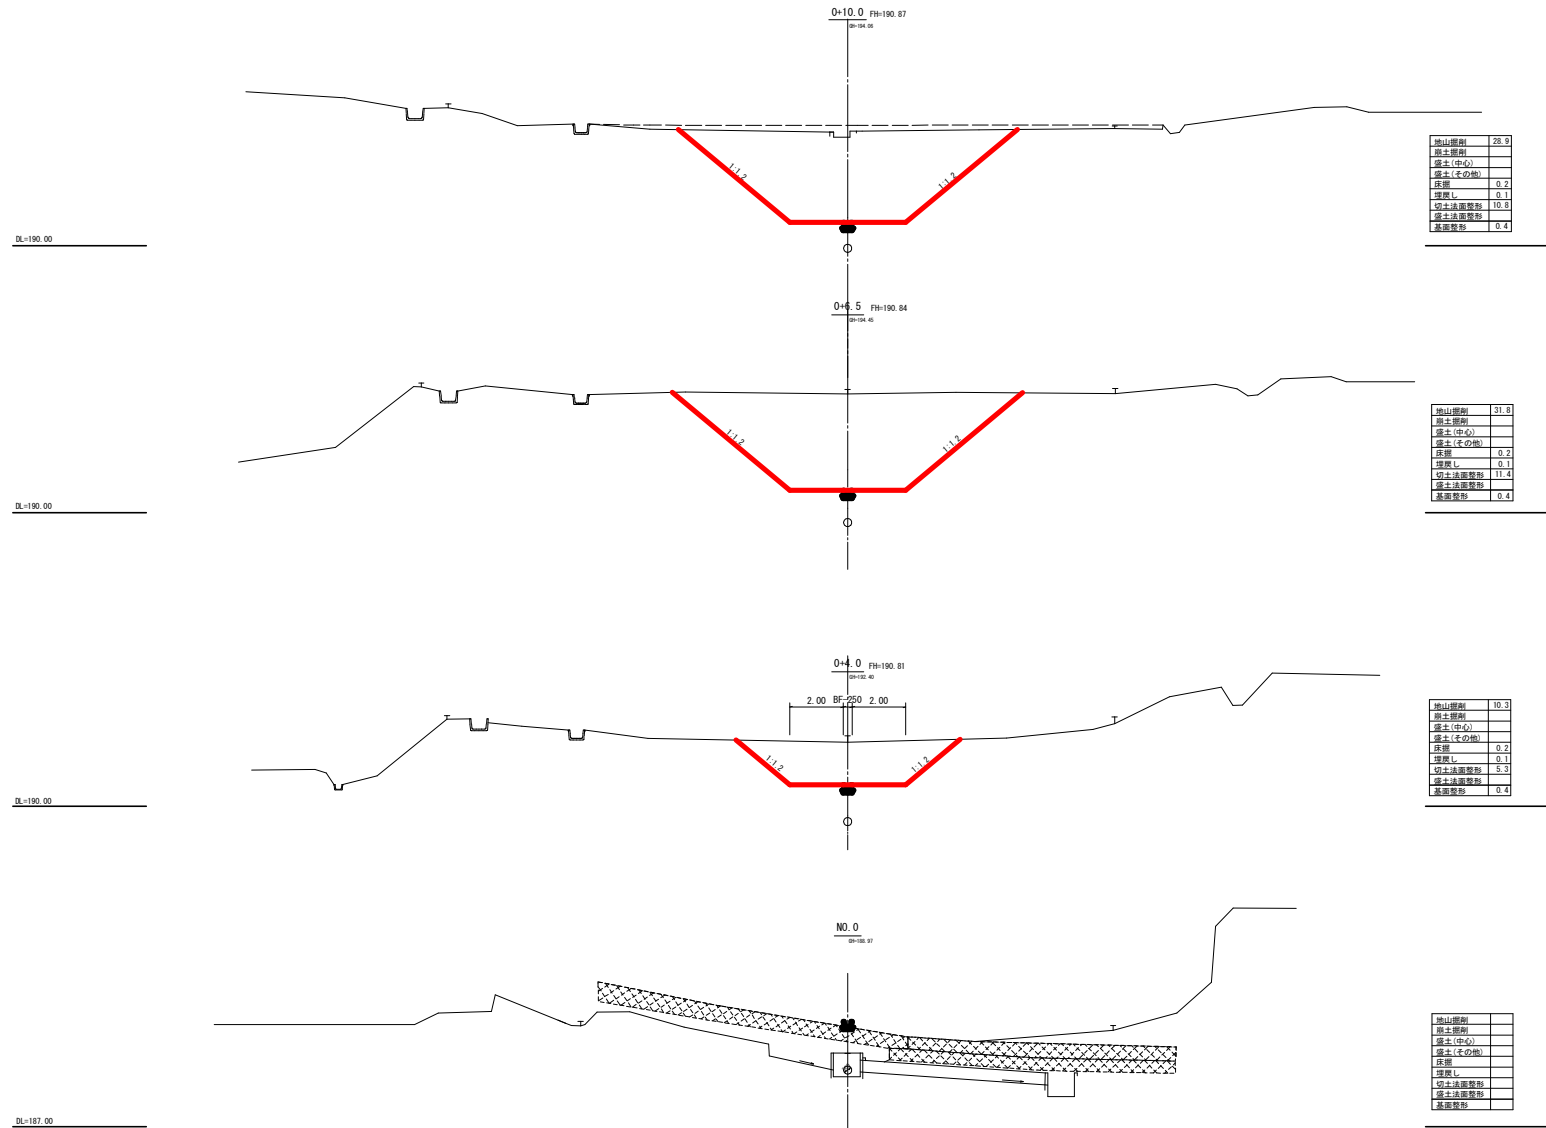 0+10.0 FH=190.87
GH=194.06
1:1.2
1:1.2
DL=190.00
地山掘削 28.9
崩土掘削
盛土(中心)
盛土(その他)
床掘 0.2
埋戻し 0.1
切土法面整形 10.8
盛土法面整形
基面整形 0.4
0+6.5 FH=190.84
GH=194.45
1:1.2
1:1.2
DL=190.00
地山掘削 31.8
崩土掘削
盛土(中心)
盛土(その他)
床掘 0.2
埋戻し 0.1
切土法面整形 11.4
盛土法面整形
基面整形 0.4
0+4.0 FH=190.81
GH=192.40
2.00 BF-250 2.00
1:1.2
1:1.2
DL=190.00
地山掘削 10.3
崩土掘削
盛土(中心)
盛土(その他)
床掘 0.2
埋戻し 0.1
切土法面整形 5.3
盛土法面整形
基面整形 0.4
NO.0
GH=188.97
DL=187.00
地山掘削
崩土掘削
盛土(中心)
盛土(その他)
床掘
埋戻し
切土法面整形
盛土法面整形
基面整形